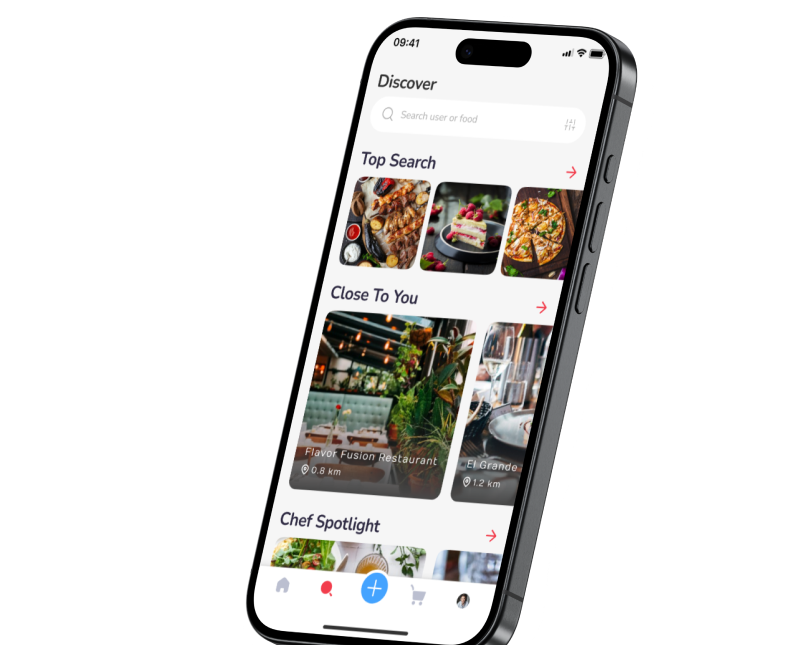 09:41
Discover
Search user or food
Top Search
Close To You
Flavor Fusion Restaurant
0.8 km
El Grande
1.2 km
Chef Spotlight